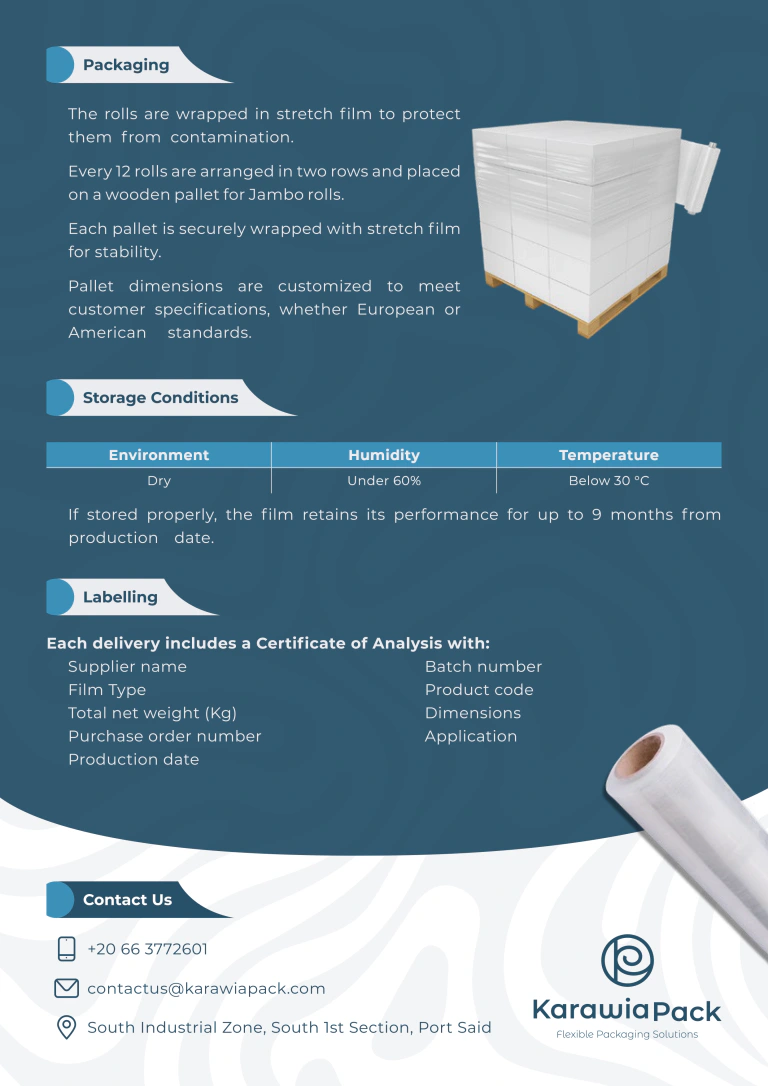 Packaging
The rolls are wrapped in stretch film to protect
them from contamination.
Every 12 rolls are arranged in two rows and placed
on a wooden pallet for Jambo rolls.
Each pallet is securely wrapped with stretch film
for stability.
Pallet dimensions are customized to meet
customer specifications, whether European or
American standards.
Storage Conditions
Environment Humidity Temperature
Dry Under 60% Below 30 °C
If stored properly, the film retains its performance for up to 9 months from
production date.
Labelling
Each delivery includes a Certificate of Analysis with:
Supplier name
Film Type
Total net weight (Kg)
Purchase order number
Production date
Batch number
Product code
Dimensions
Application
Contact Us
+20 66 3772601
contactus@karawiapack.com
South Industrial Zone, South 1st Section, Port Said
KarawiaPack
Flexible Packaging Solutions